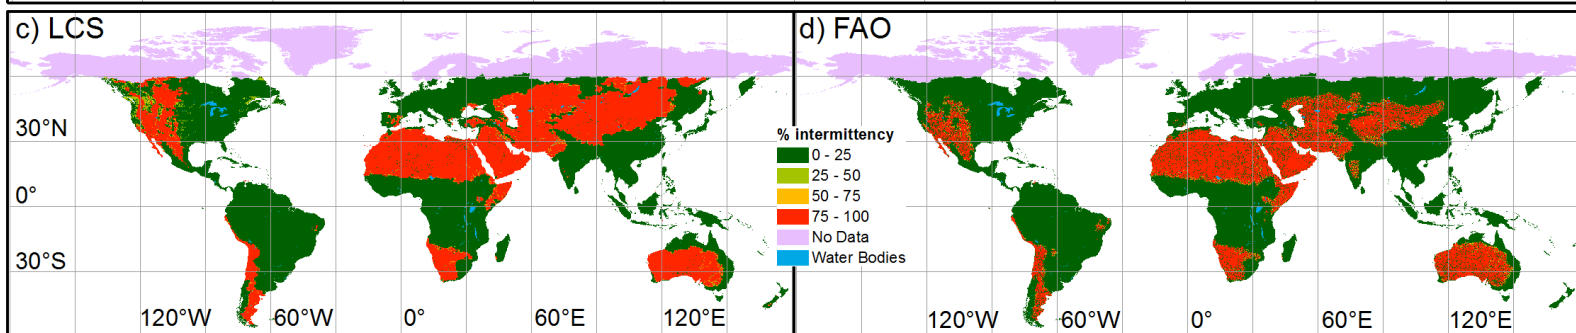 c) LCS
d) FAO
30°N
0°
30°S
% intermittency
0 - 25
25 - 50
50 - 75
75 - 100
No Data
Water Bodies
120°W 60°W 0° 60°E 120°E
120°W 60°W 0° 60°E 120°E